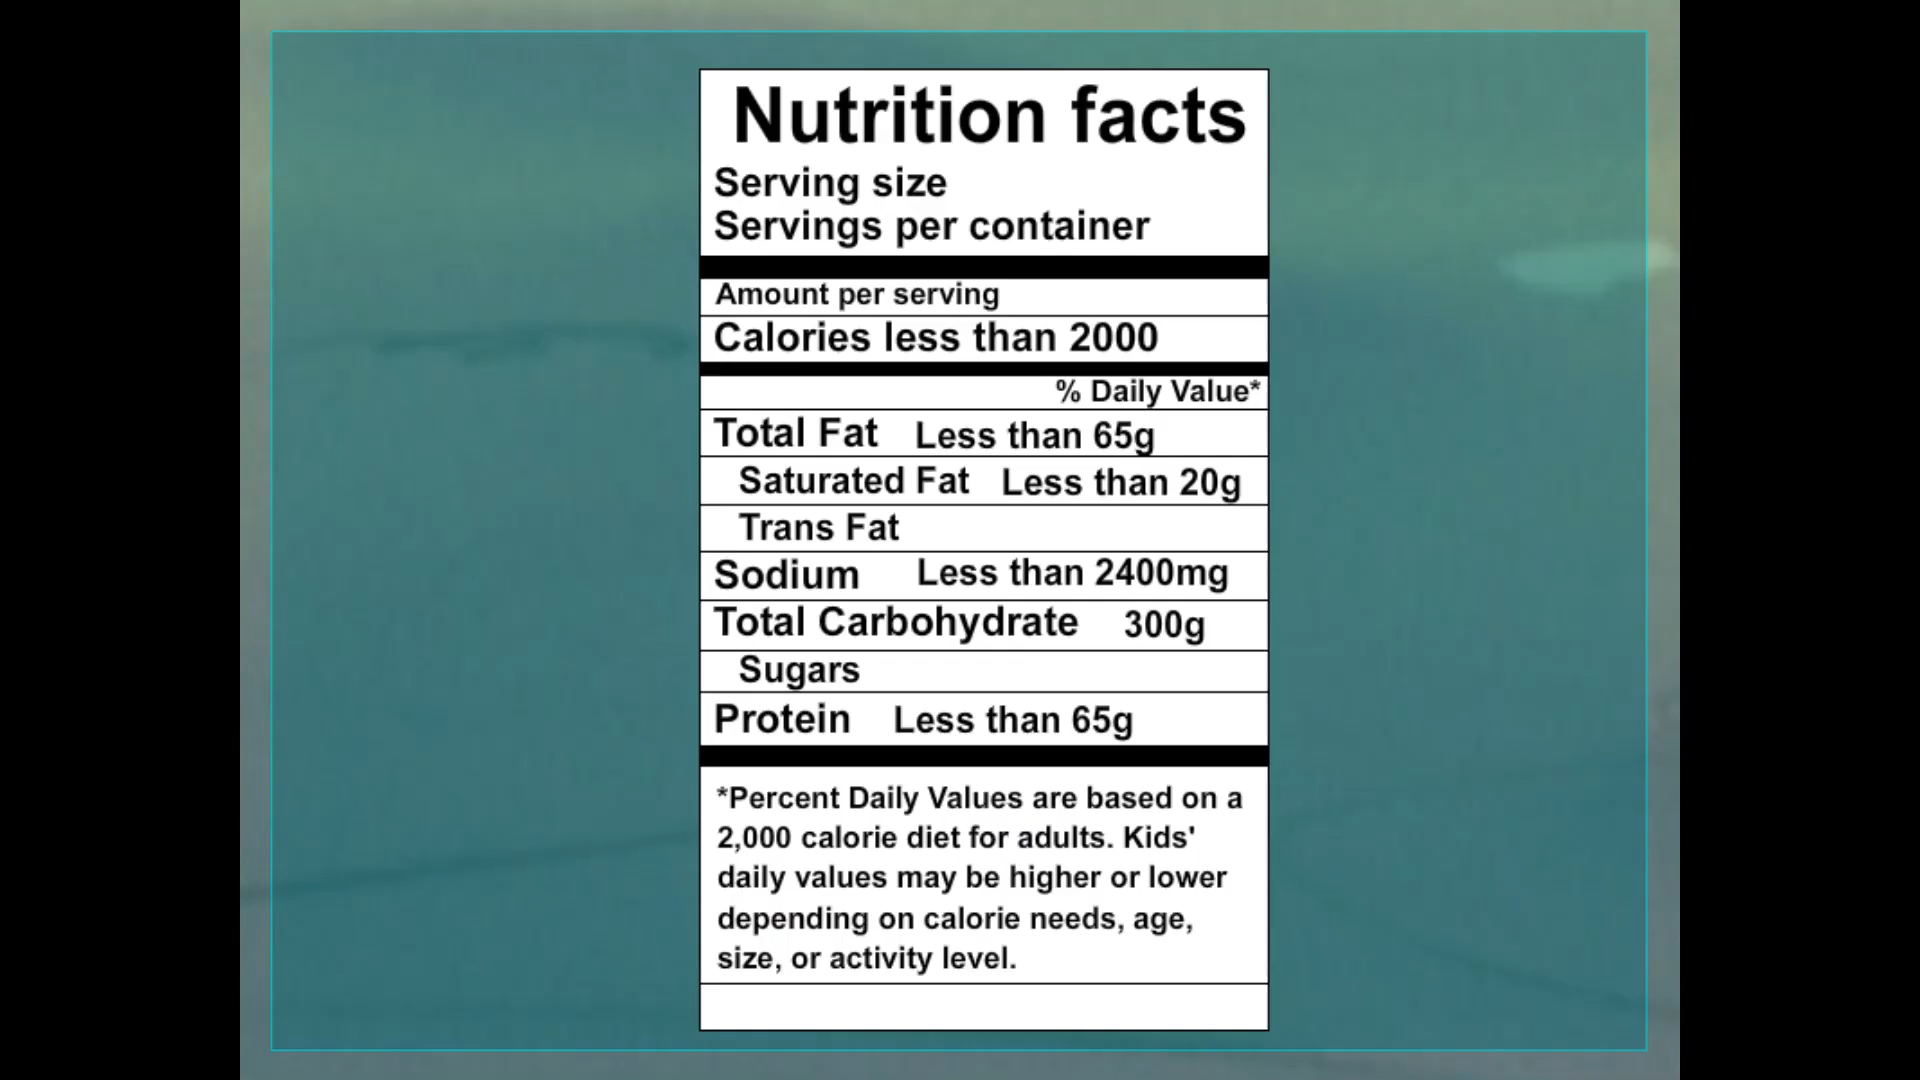 Nutrition facts
Serving size
Servings per container
Amount per serving
Calories less than 2000
% Daily Value*
Total Fat Less than 65g
Saturated Fat Less than 20g
Trans Fat
Sodium Less than 2400mg
Total Carbohydrate 300g
Sugars
Protein Less than 65g
*Percent Daily Values are based on a
2,000 calorie diet for adults. Kids'
daily values may be higher or lower
depending on calorie needs, age,
size, or activity level.